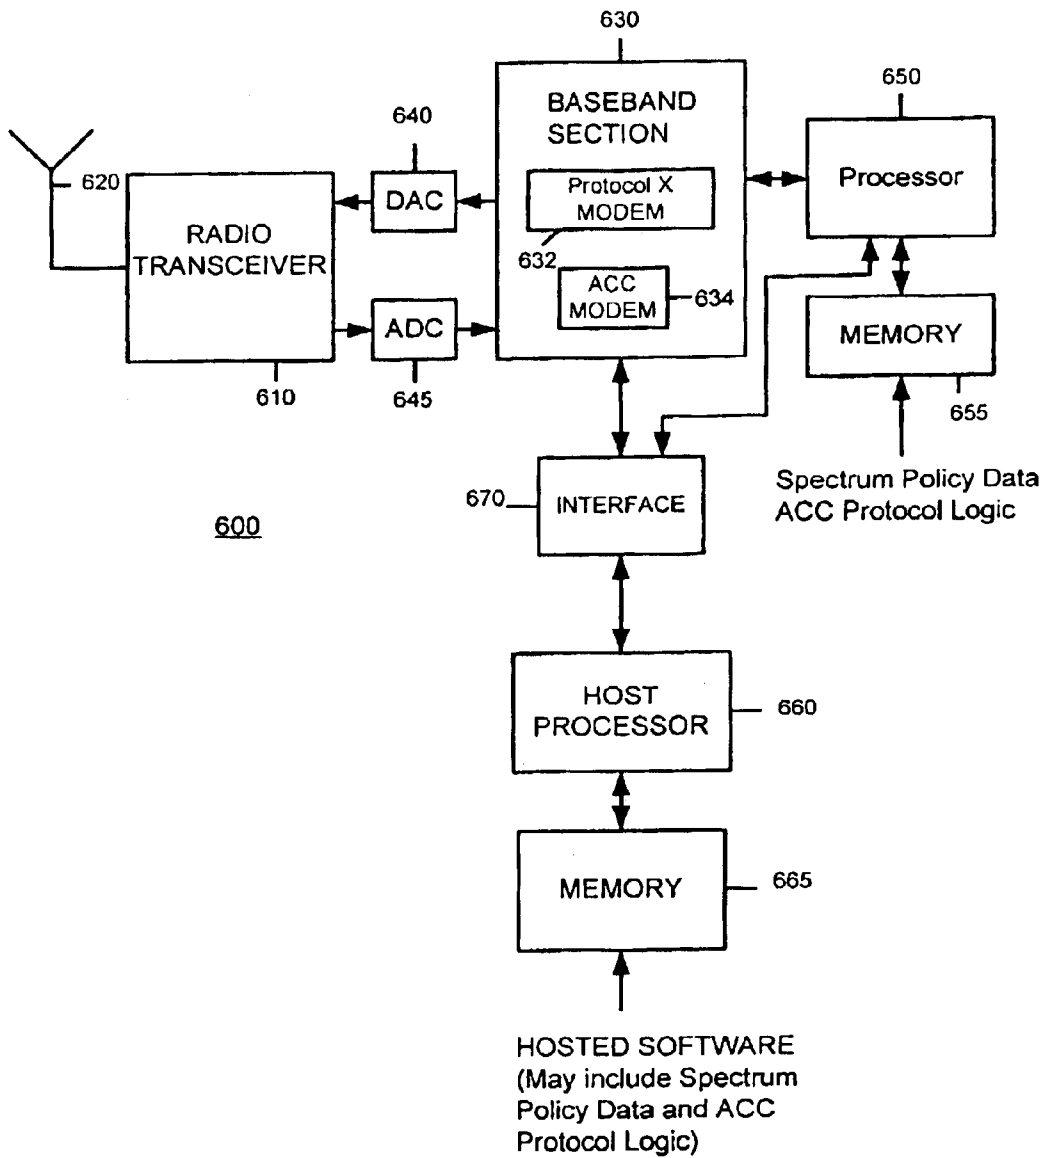 630
BASEBAND
SECTION
650
640
620
DAC
Protocol X
MODEM
Processor
RADIO
TRANSCEIVER
632
ACC
MODEM
634
ADC
MEMORY
610
645
655
670
INTERFACE
Spectrum Policy Data
ACC Protocol Logic
600
HOST
PROCESSOR
660
MEMORY
665
HOSTED SOFTWARE
(May include Spectrum
Policy Data and ACC
Protocol Logic)